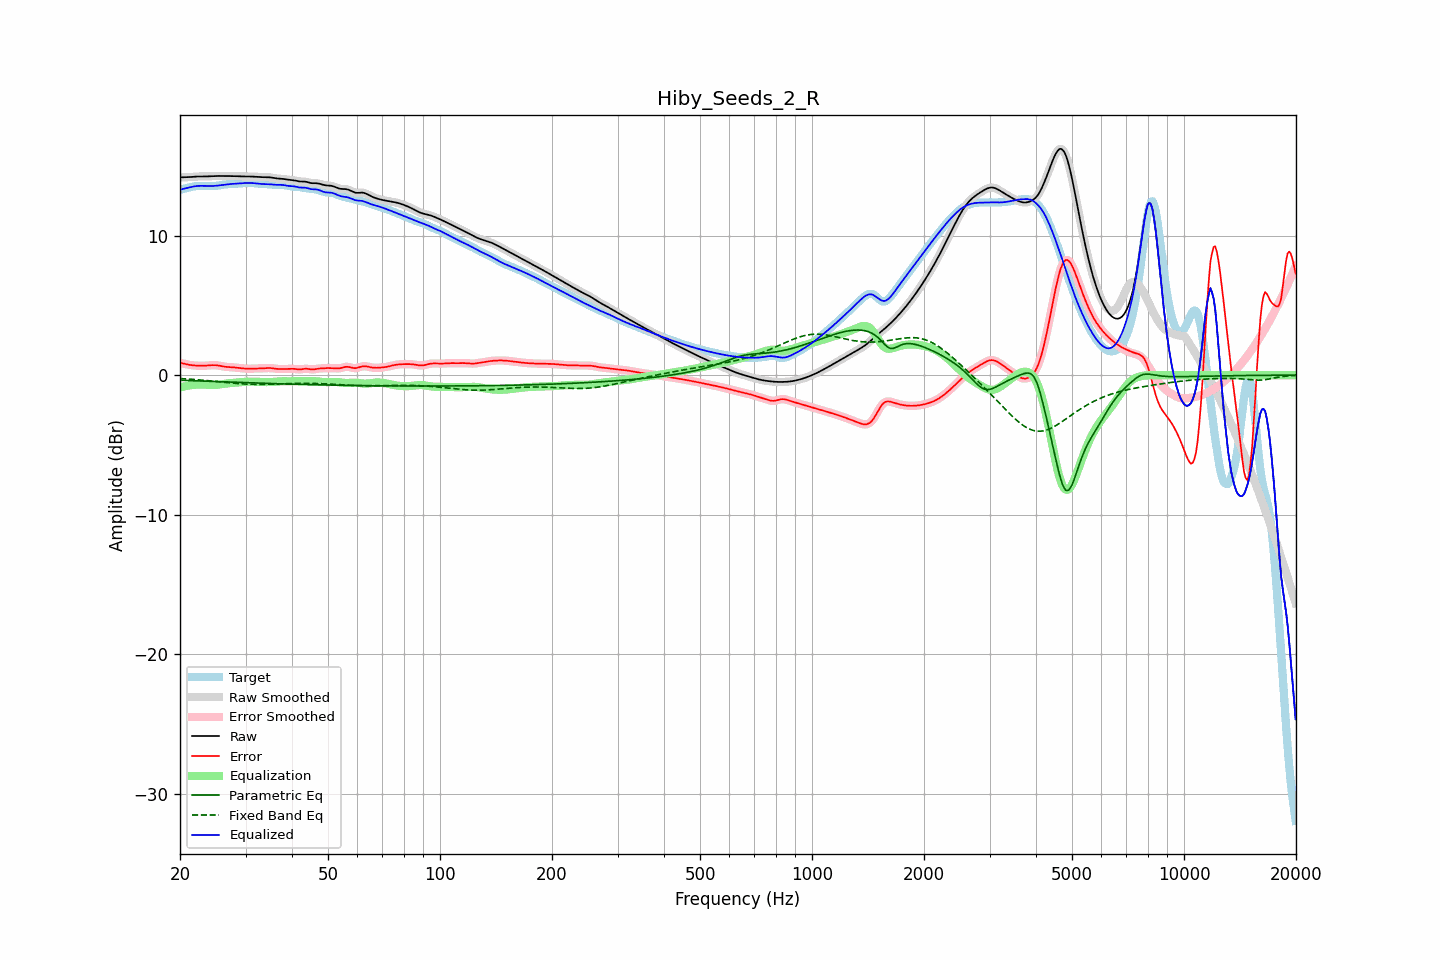 Hiby_Seeds_2_R
10
0
−10
−20
−30
Amplitude (dBr)
Target
Raw Smoothed
Error Smoothed
Raw
Error
Equalization
Parametric Eq
Fixed Band Eq
Equalized
20 50 100 200 500 1000 2000 5000 10000 20000
Frequency (Hz)